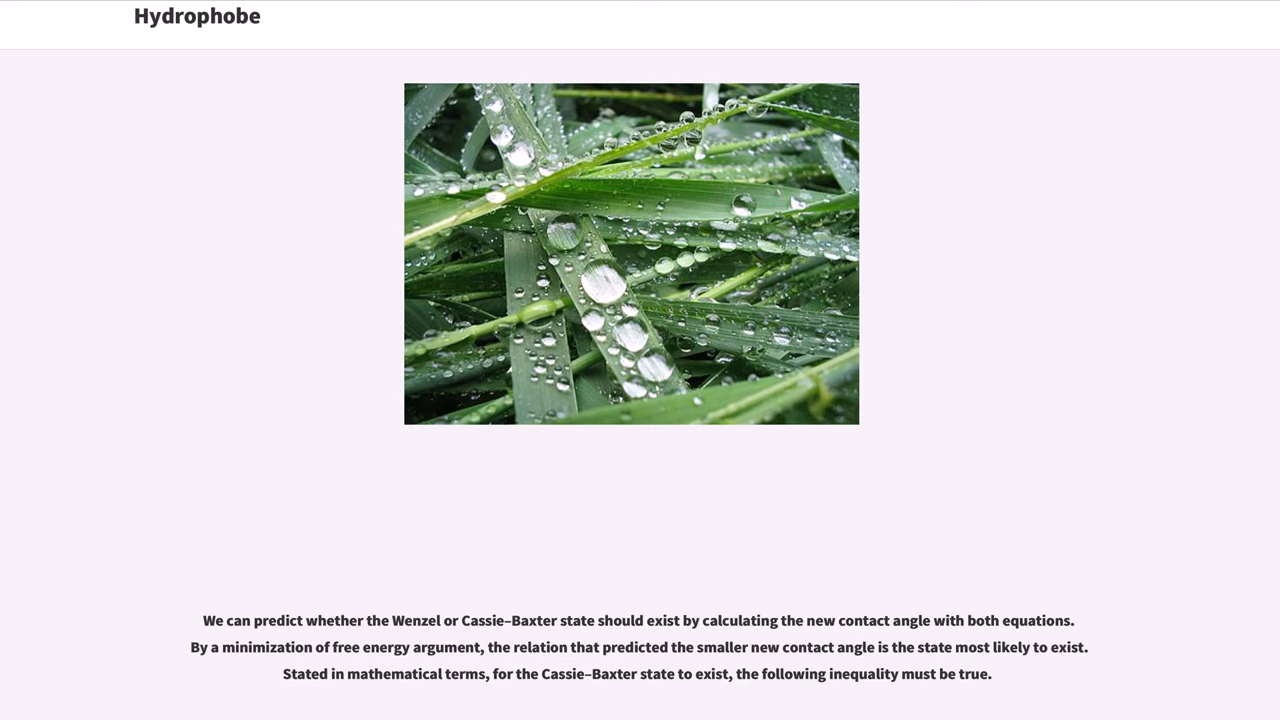 Hydrophobe
We can predict whether the Wenzel or Cassie–Baxter state should exist by calculating the new contact angle with both equations.
By a minimization of free energy argument, the relation that predicted the smaller new contact angle is the state most likely to exist.
Stated in mathematical terms, for the Cassie–Baxter state to exist, the following inequality must be true.